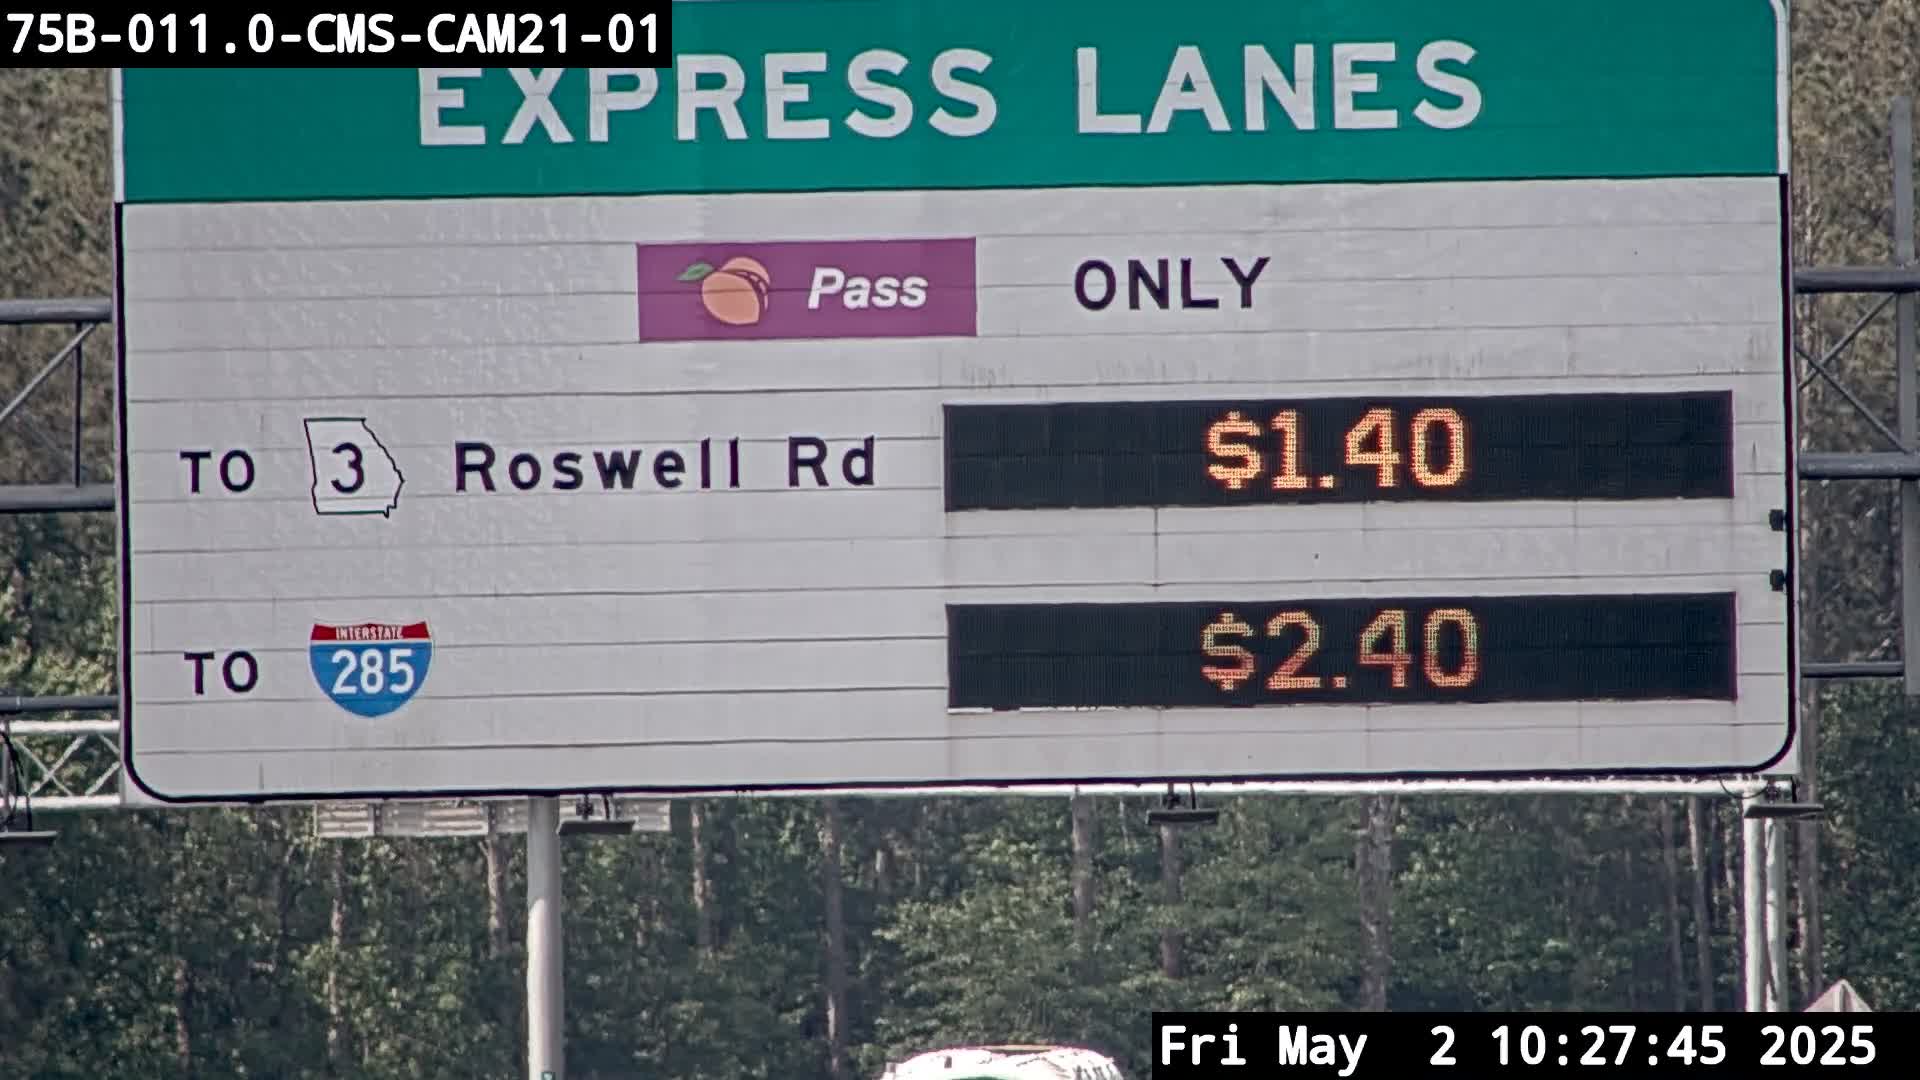 75B-011.0-CMS-CAM21-01
EXPRESS LANES
Pass ONLY
TO 3 Roswell Rd $1.40
TO INTERSTATE 285 $2.40
Fri May 2 10:27:45 2025